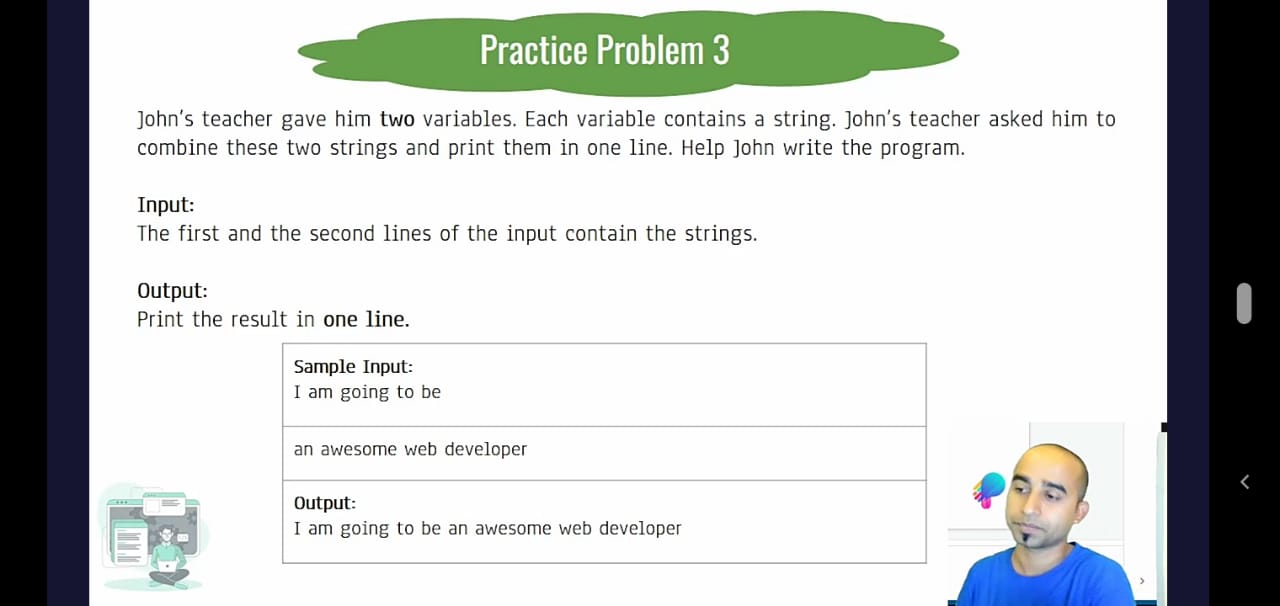 Practice Problem 3
John's teacher gave him two variables. Each variable contains a string. John's teacher asked him to
combine these two strings and print them in one line. Help John write the program.
Input:
The first and the second lines of the input contain the strings.
Output:
Print the result in one line.
Sample Input:
I am going to be
an awesome web developer
Output:
I am going to be an awesome web developer